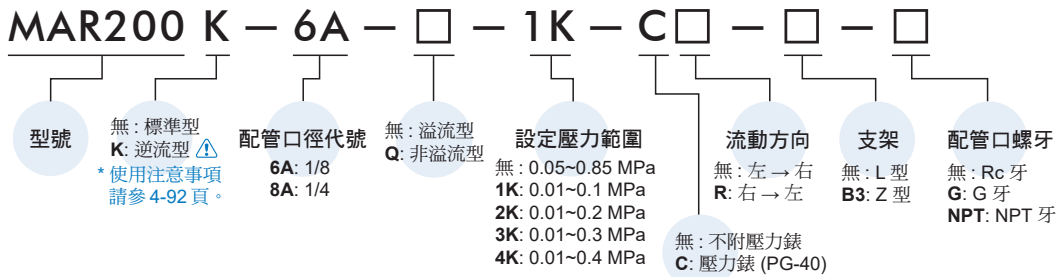 MAR200 K － 6A － □ － 1K － C□ － □ － □
型號
無 : 標準型
K: 逆流型 ⚠
* 使用注意事項
請參 4-92 頁。
配管口徑代號
6A: 1/8
8A: 1/4
無 : 溢流型
Q: 非溢流型
設定壓力範圍
無 : 0.05~0.85 MPa
1K: 0.01~0.1 MPa
2K: 0.01~0.2 MPa
3K: 0.01~0.3 MPa
4K: 0.01~0.4 MPa
無 : 不附壓力錶
C: 壓力錶 (PG-40)
流動方向
無 : 左 → 右
R: 右 → 左
支架
無 : L 型
B3: Z 型
配管口螺牙
無 : Rc 牙
G: G 牙
NPT: NPT 牙